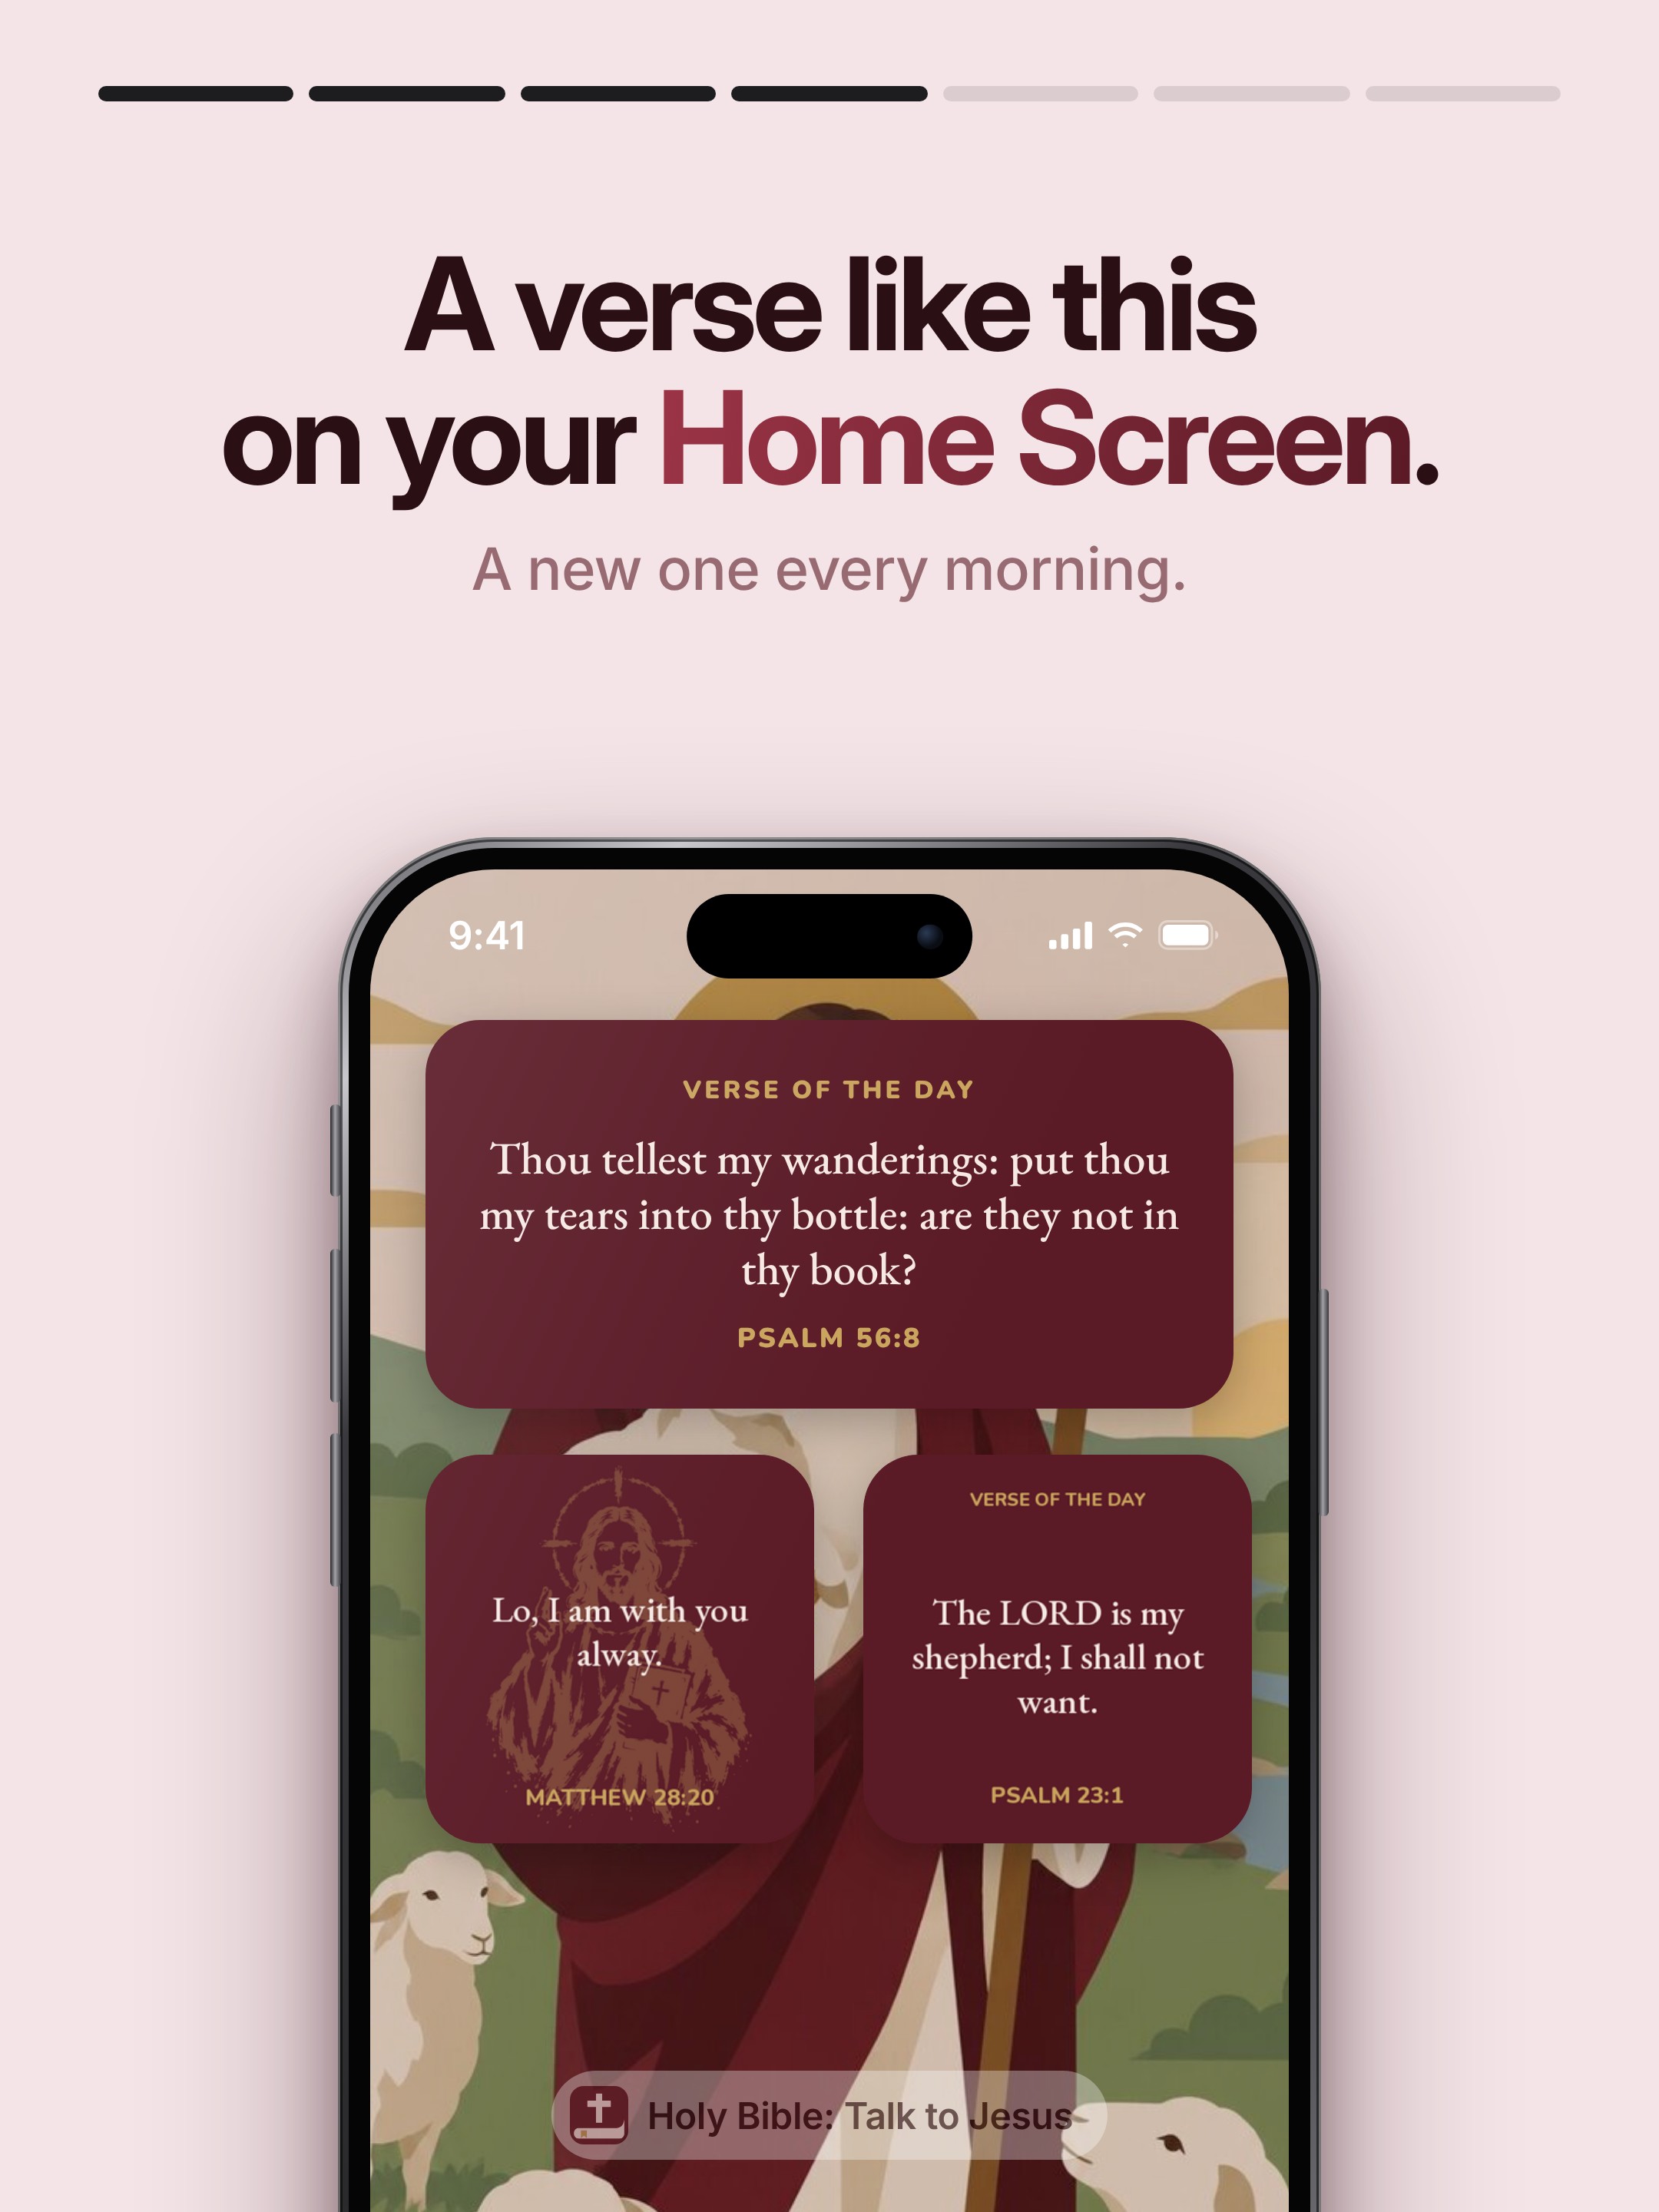 A verse like this
on your Home Screen.
A new one every morning.
9:41
VERSE OF THE DAY
Thou tellest my wanderings: put thou
my tears into thy bottle: are they not in
thy book?
PSALM 56:8
Lo, I am with you
alway.
MATTHEW 28:20
VERSE OF THE DAY
The LORD is my
shepherd; I shall not
want.
PSALM 23:1
Holy Bible: Talk to Jesus